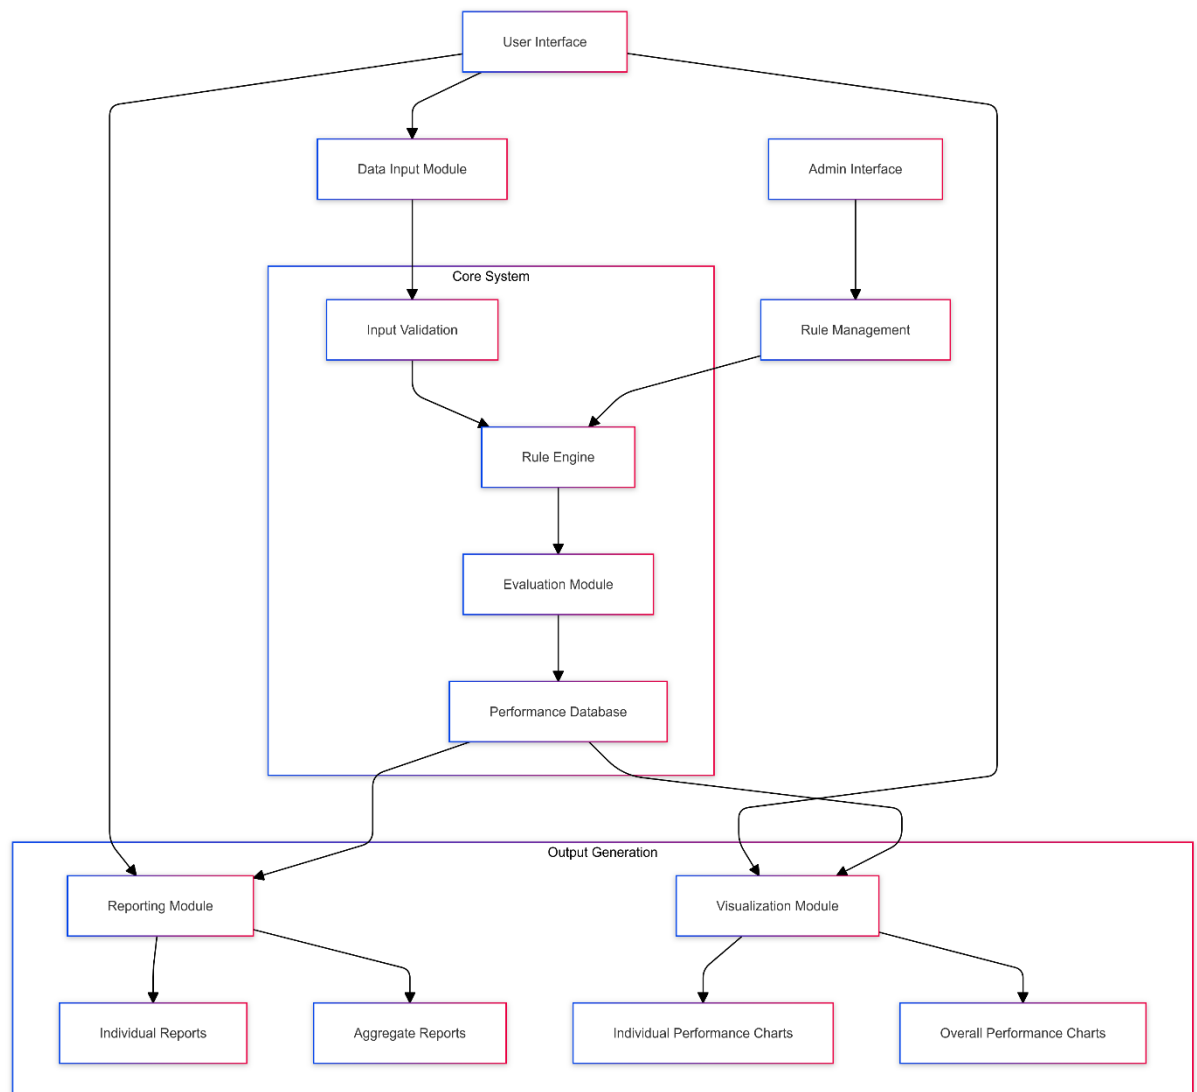 User Interface
Data Input Module
Admin Interface
Core System
Input Validation
Rule Management
Rule Engine
Evaluation Module
Performance Database
Output Generation
Reporting Module
Visualization Module
Individual Reports
Aggregate Reports
Individual Performance Charts
Overall Performance Charts